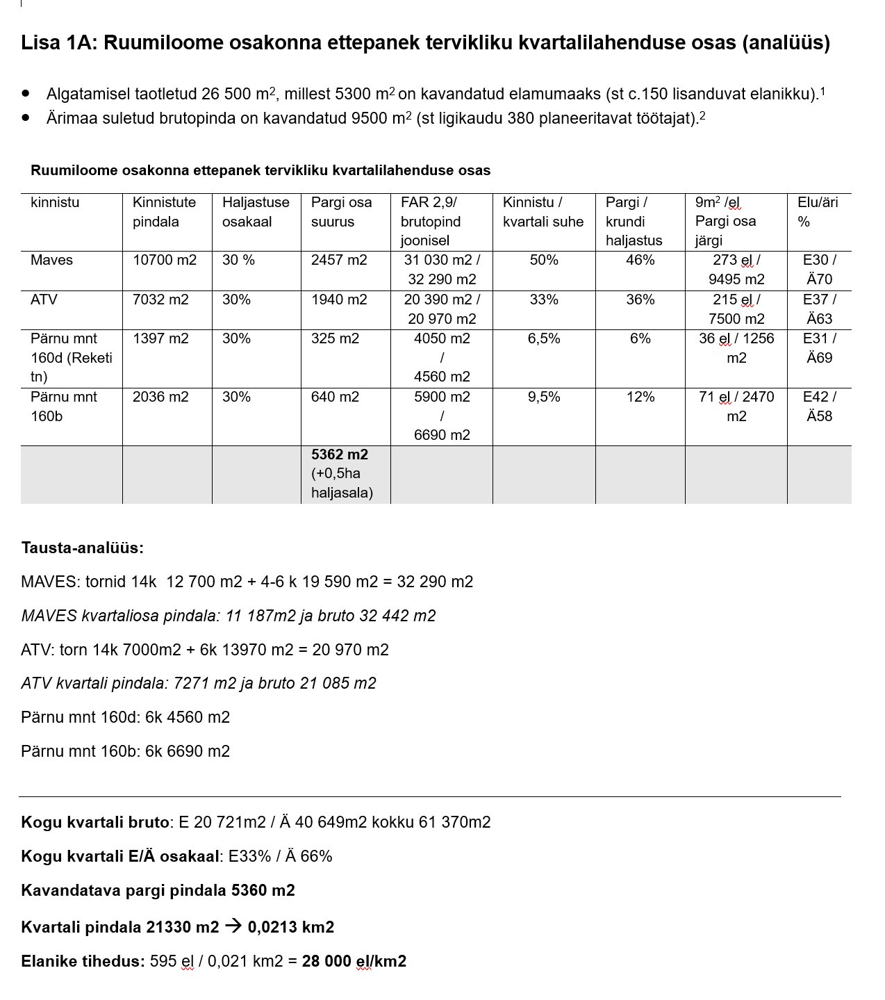 Lisa 1A: Ruumiloome osakonna ettepanek tervikliku kvartalilahenduse osas (analüüs)
● Algatamisel taotletud 26 500 m², millest 5300 m² on kavandatud elamumaaks (st c.150 lisanduvat elanikku).¹
● Ärimaa suletud brutopinda on kavandatud 9500 m² (st ligikaudu 380 planeeritavat töötajat).²
Ruumiloome osakonna ettepanek tervikliku kvartalilahenduse osas
kinnistu
Kinnistute
pindala
Haljastuse
osakaal
Pargi osa
suurus
FAR 2,9/
brutopind
joonisel
Kinnistu /
kvartali suhe
Pargi /
krundi
haljastus
9m² /el
Pargi osa
järgi
Elu/äri
%
Maves
10700 m2
30 %
2457 m2
31 030 m2 /
32 290 m2
50%
46%
273 el /
9495 m2
E30 /
Ä70
ATV
7032 m2
30%
1940 m2
20 390 m2 /
20 970 m2
33%
36%
215 el /
7500 m2
E37 /
Ä63
Pärnu mnt
160d (Reketi
tn)
1397 m2
30%
325 m2
4050 m2
/
4560 m2
6,5%
6%
36 el / 1256
m2
E31 /
Ä69
Pärnu mnt
160b
2036 m2
30%
640 m2
5900 m2
/
6690 m2
9,5%
12%
71 el / 2470
m2
E42 /
Ä58
5362 m2
(+0,5ha
haljasala)
Tausta-analüüs:
MAVES: tornid 14k  12 700 m2 + 4-6 k 19 590 m2 = 32 290 m2
MAVES kvartaliosa pindala: 11 187m2 ja bruto 32 442 m2
ATV: torn 14k 7000m2 + 6k 13970 m2 = 20 970 m2
ATV kvartali pindala: 7271 m2 ja bruto 21 085 m2
Pärnu mnt 160d: 6k 4560 m2
Pärnu mnt 160b: 6k 6690 m2
Kogu kvartali bruto: E 20 721m2 / Ä 40 649m2 kokku 61 370m2
Kogu kvartali E/Ä osakaal: E33% / Ä 66%
Kavandatava pargi pindala 5360 m2
Kvartali pindala 21330 m2 → 0,0213 km2
Elanike tihedus: 595 el / 0,021 km2 = 28 000 el/km2